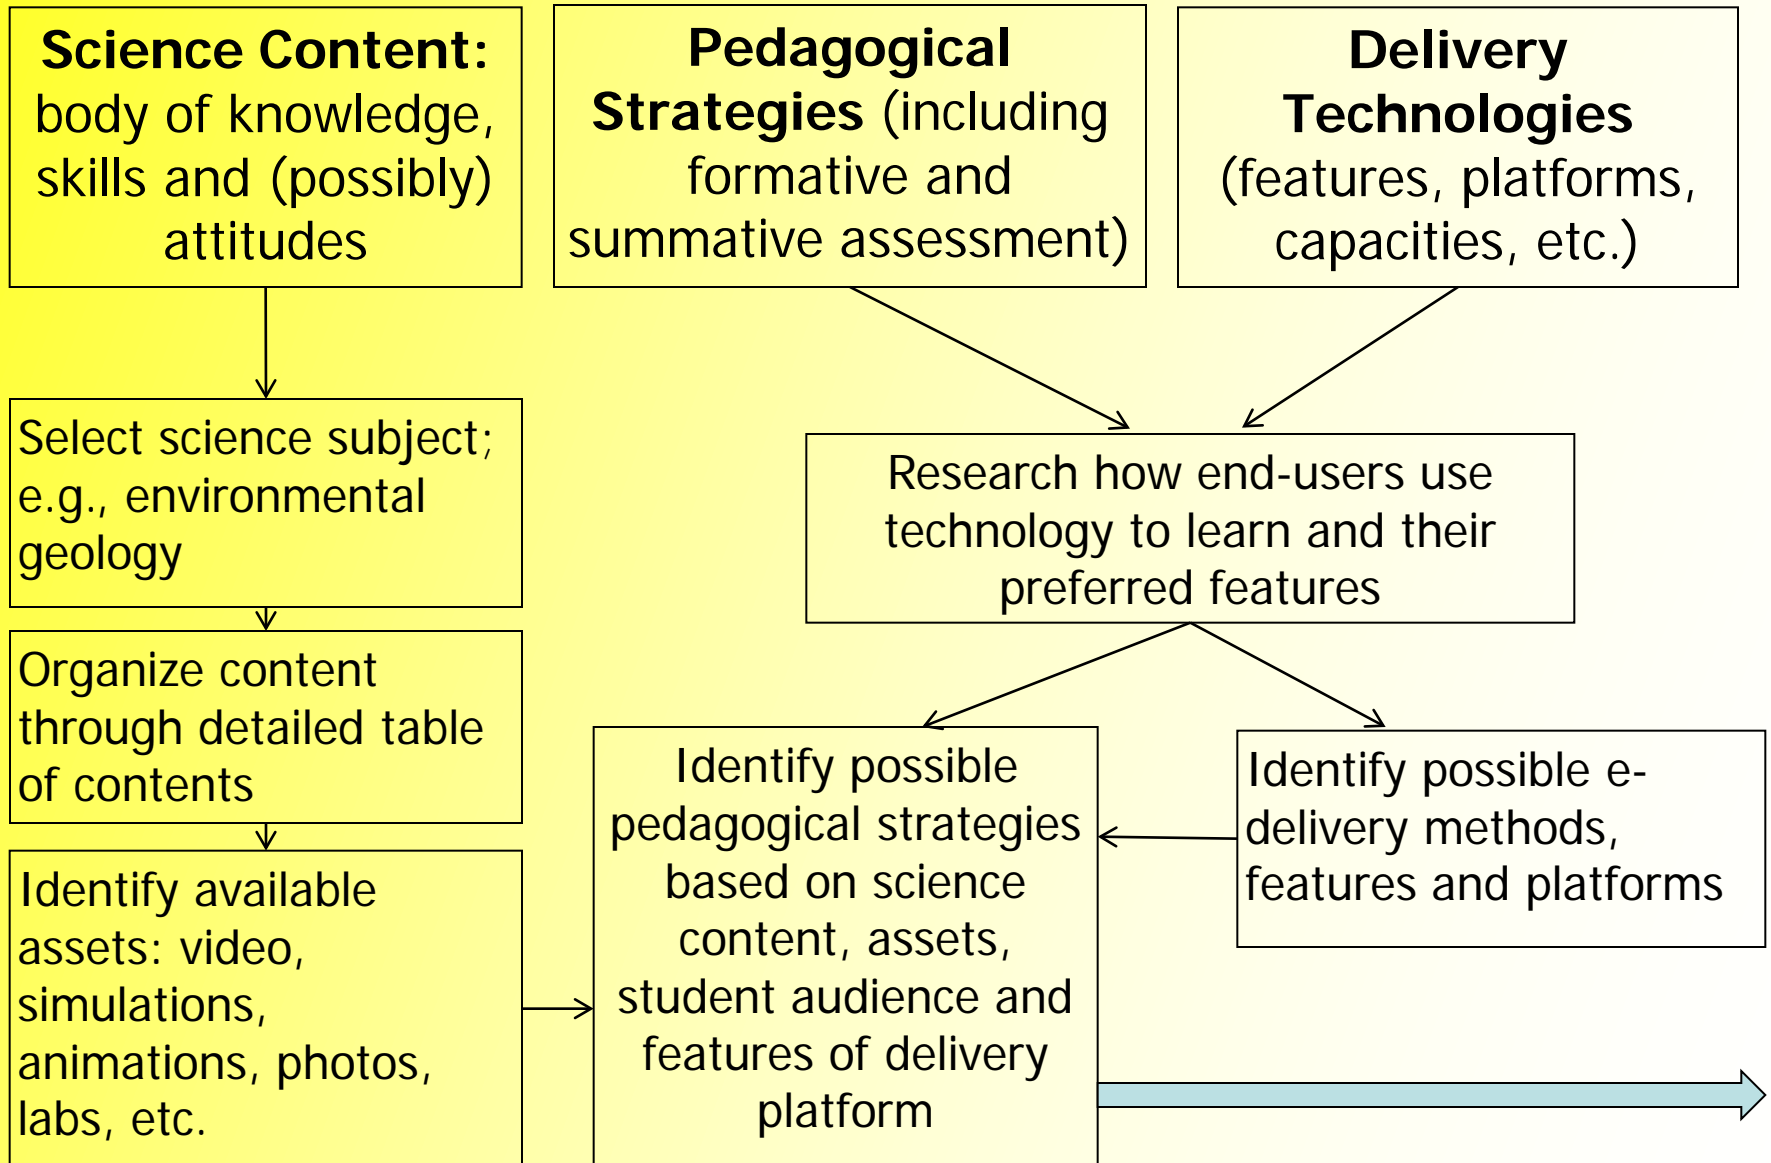 Science Content:
body of knowledge,
skills and (possibly)
attitudes
Pedagogical
Strategies (including
formative and
summative assessment)
Delivery
Technologies
(features, platforms,
capacities, etc.)
Select science subject;
e.g., environmental
geology
Research how end-users use
technology to learn and their
preferred features
Organize content
through detailed table
of contents
Identify possible
pedagogical strategies
based on science
content, assets,
student audience and
features of delivery
platform
Identify possible e-
delivery methods,
features and platforms
Identify available
assets: video,
simulations,
animations, photos,
labs, etc.